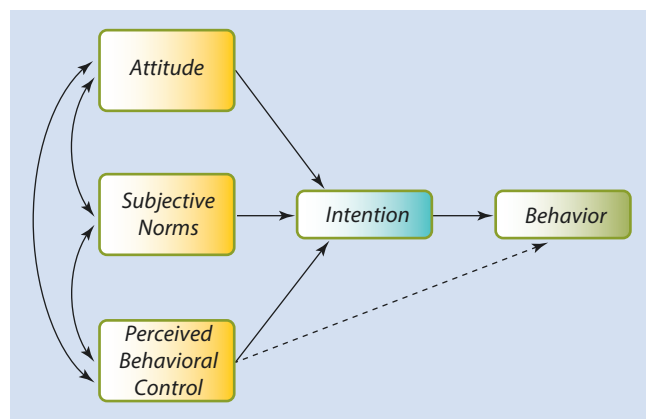 Attitude
Subjective
Norms
Intention
Behavior
Perceived
Behavioral
Control